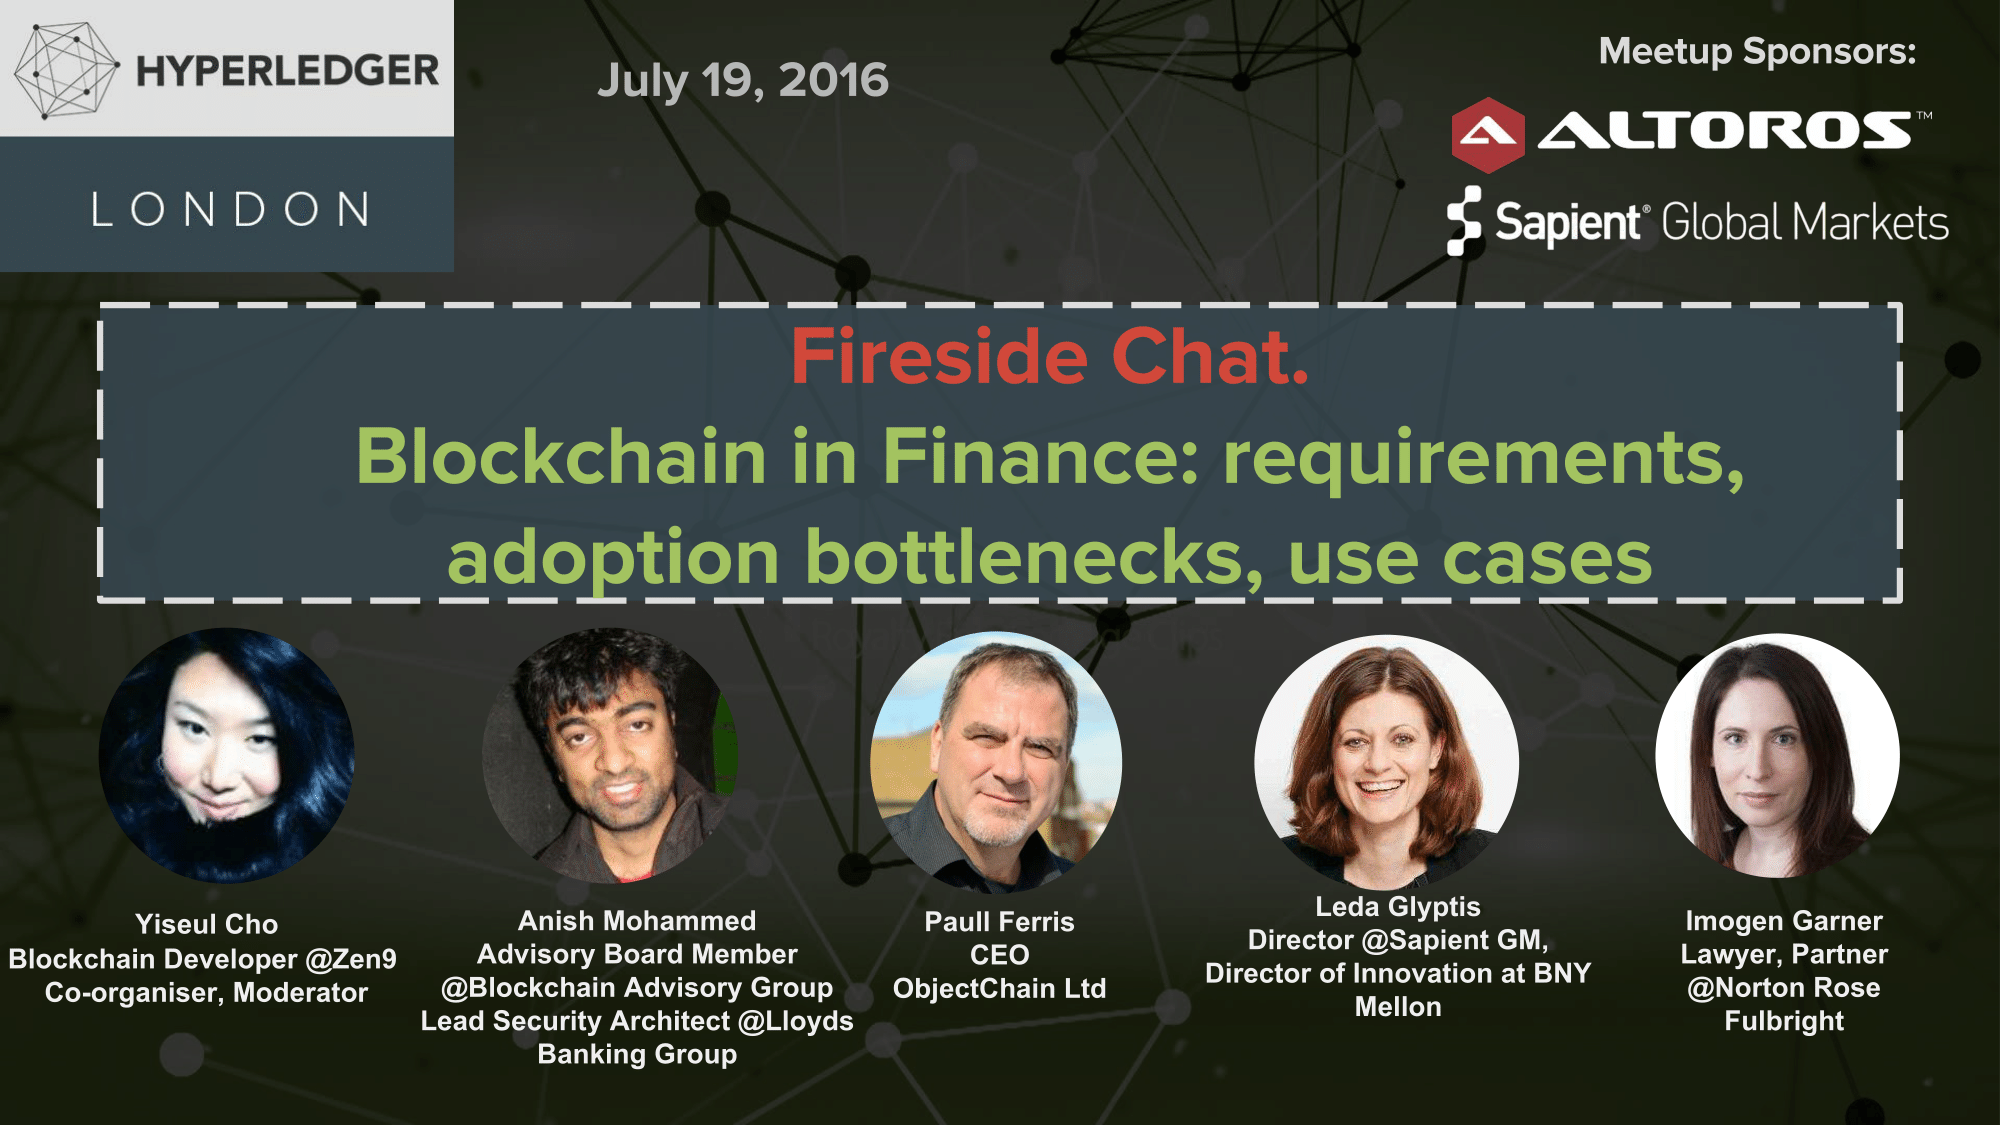 HYPERLEDGER
LONDON
July 19, 2016
Meetup Sponsors:
ALTOROS™
Sapient® Global Markets
Fireside Chat.
Blockchain in Finance: requirements,
adoption bottlenecks, use cases
Yiseul Cho
Blockchain Developer @Zen9
Co-organiser, Moderator
Anish Mohammed
Advisory Board Member
@Blockchain Advisory Group
Lead Security Architect @Lloyds
Banking Group
Paull Ferris
CEO
ObjectChain Ltd
Leda Glyptis
Director @Sapient GM,
Director of Innovation at BNY
Mellon
Imogen Garner
Lawyer, Partner
@Norton Rose
Fulbright